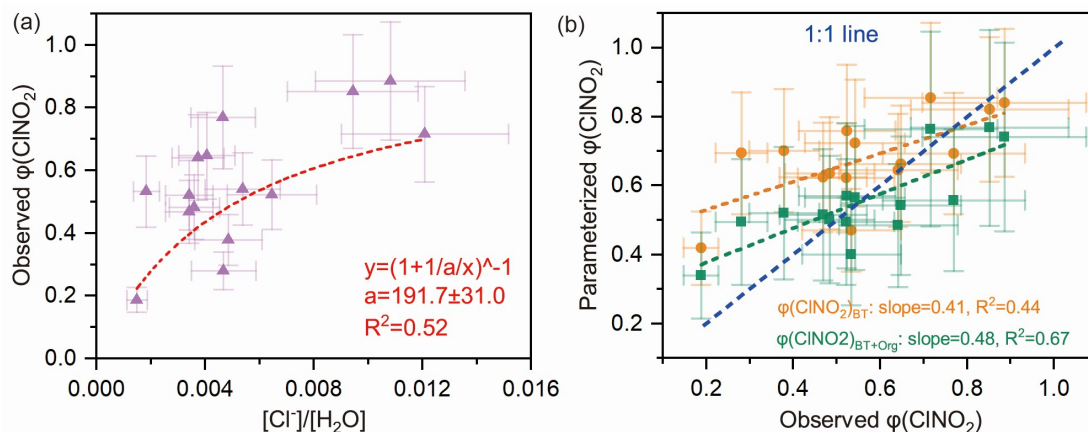 (a)
Observed φ(ClNO₂)
1.0
0.8
0.6
0.4
0.2
0.0
y=(1+1/a/x)^-1
a=191.7±31.0
R²=0.52
0.000 0.004 0.008 0.012 0.016
[Cl⁻]/[H₂O]
(b)
Parameterized φ(ClNO₂)
1:1 line
1.0
0.8
0.6
0.4
0.2
φ(ClNO₂)BT: slope=0.41, R²=0.44
φ(ClNO2)BT+Org: slope=0.48, R²=0.67
0.2 0.4 0.6 0.8 1.0
Observed φ(ClNO₂)